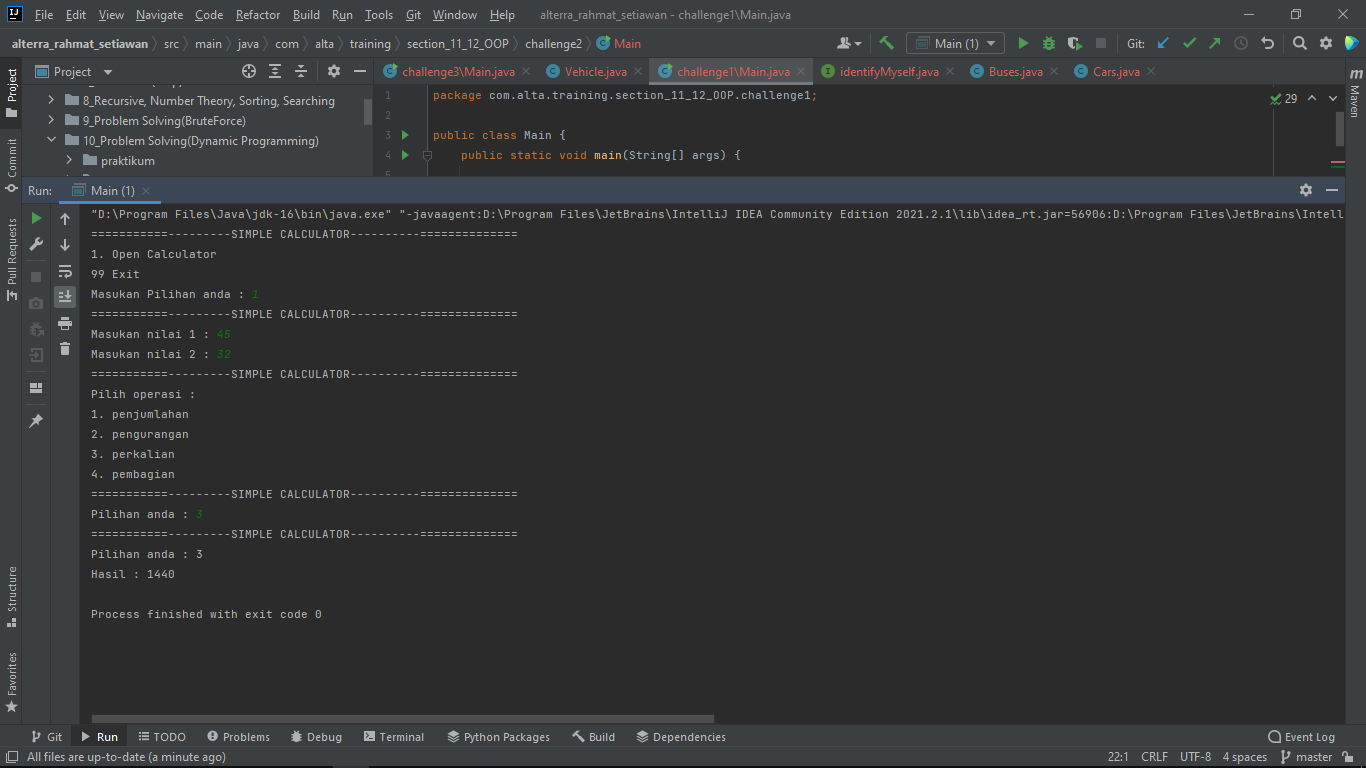 File Edit View Navigate Code Refactor Build Run Tools Git Window Help alterra_rahmat_setiawan - challenge1\Main.java
alterra_rahmat_setiawan src main java com alta training section_11_12_OOP challenge2 Main Main (1) Git:
Project challenge3\Main.java Vehicle.java challenge1\Main.java identifyMyself.java Buses.java Cars.java
8_Recursive, Number Theory, Sorting, Searching
9_Problem Solving(BruteForce)
10_Problem Solving(Dynamic Programming)
praktikum
1 package com.alta.training.section_11_12_OOP.challenge1;
2
3 public class Main {
4 public static void main(String[] args) {
5
29
Project
Commit
Pull Requests
Structure
Favorites
m Maven
Run: Main (1)
"D:\Program Files\Java\jdk-16\bin\java.exe" "-javaagent:D:\Program Files\JetBrains\IntelliJ IDEA Community Edition 2021.2.1\lib\idea_rt.jar=56906:D:\Program Files\JetBrains\Intell
===========---------SIMPLE CALCULATOR----------==============
1. Open Calculator
99 Exit
Masukan Pilihan anda : 1
===========---------SIMPLE CALCULATOR----------==============
Masukan nilai 1 : 45
Masukan nilai 2 : 32
===========---------SIMPLE CALCULATOR----------==============
Pilih operasi :
1. penjumlahan
2. pengurangan
3. perkalian
4. pembagian
===========---------SIMPLE CALCULATOR----------==============
Pilihan anda : 3
===========---------SIMPLE CALCULATOR----------==============
Pilihan anda : 3
Hasil : 1440
Process finished with exit code 0
Git Run TODO Problems Debug Terminal Python Packages Build Dependencies Event Log
All files are up-to-date (a minute ago) 22:1 CRLF UTF-8 4 spaces master